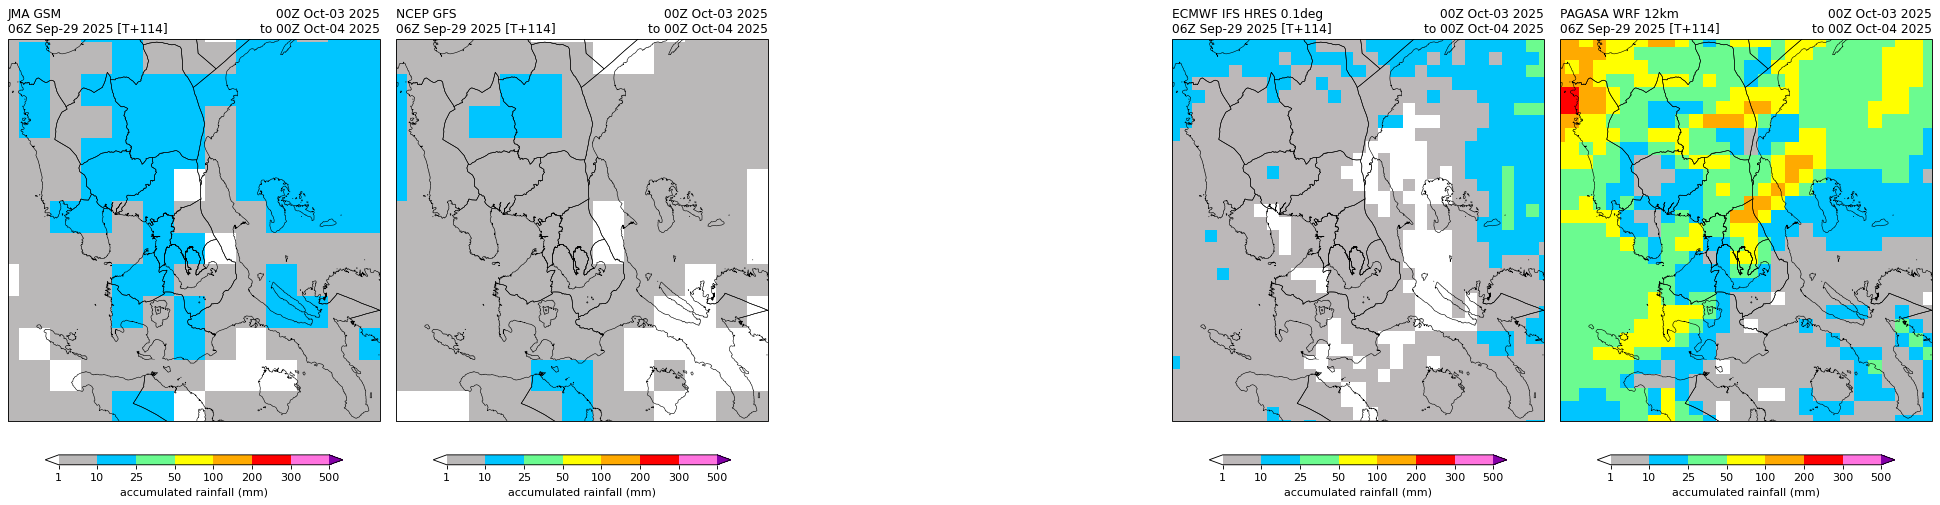 JMA GSM 00Z Oct-03 2025
06Z Sep-29 2025 [T+114] to 00Z Oct-04 2025
1 10 25 50 100 200 300 500
accumulated rainfall (mm)
NCEP GFS 00Z Oct-03 2025
06Z Sep-29 2025 [T+114] to 00Z Oct-04 2025
1 10 25 50 100 200 300 500
accumulated rainfall (mm)
ECMWF IFS HRES 0.1deg 00Z Oct-03 2025
06Z Sep-29 2025 [T+114] to 00Z Oct-04 2025
1 10 25 50 100 200 300 500
accumulated rainfall (mm)
PAGASA WRF 12km 00Z Oct-03 2025
06Z Sep-29 2025 [T+114] to 00Z Oct-04 2025
1 10 25 50 100 200 300 500
accumulated rainfall (mm)